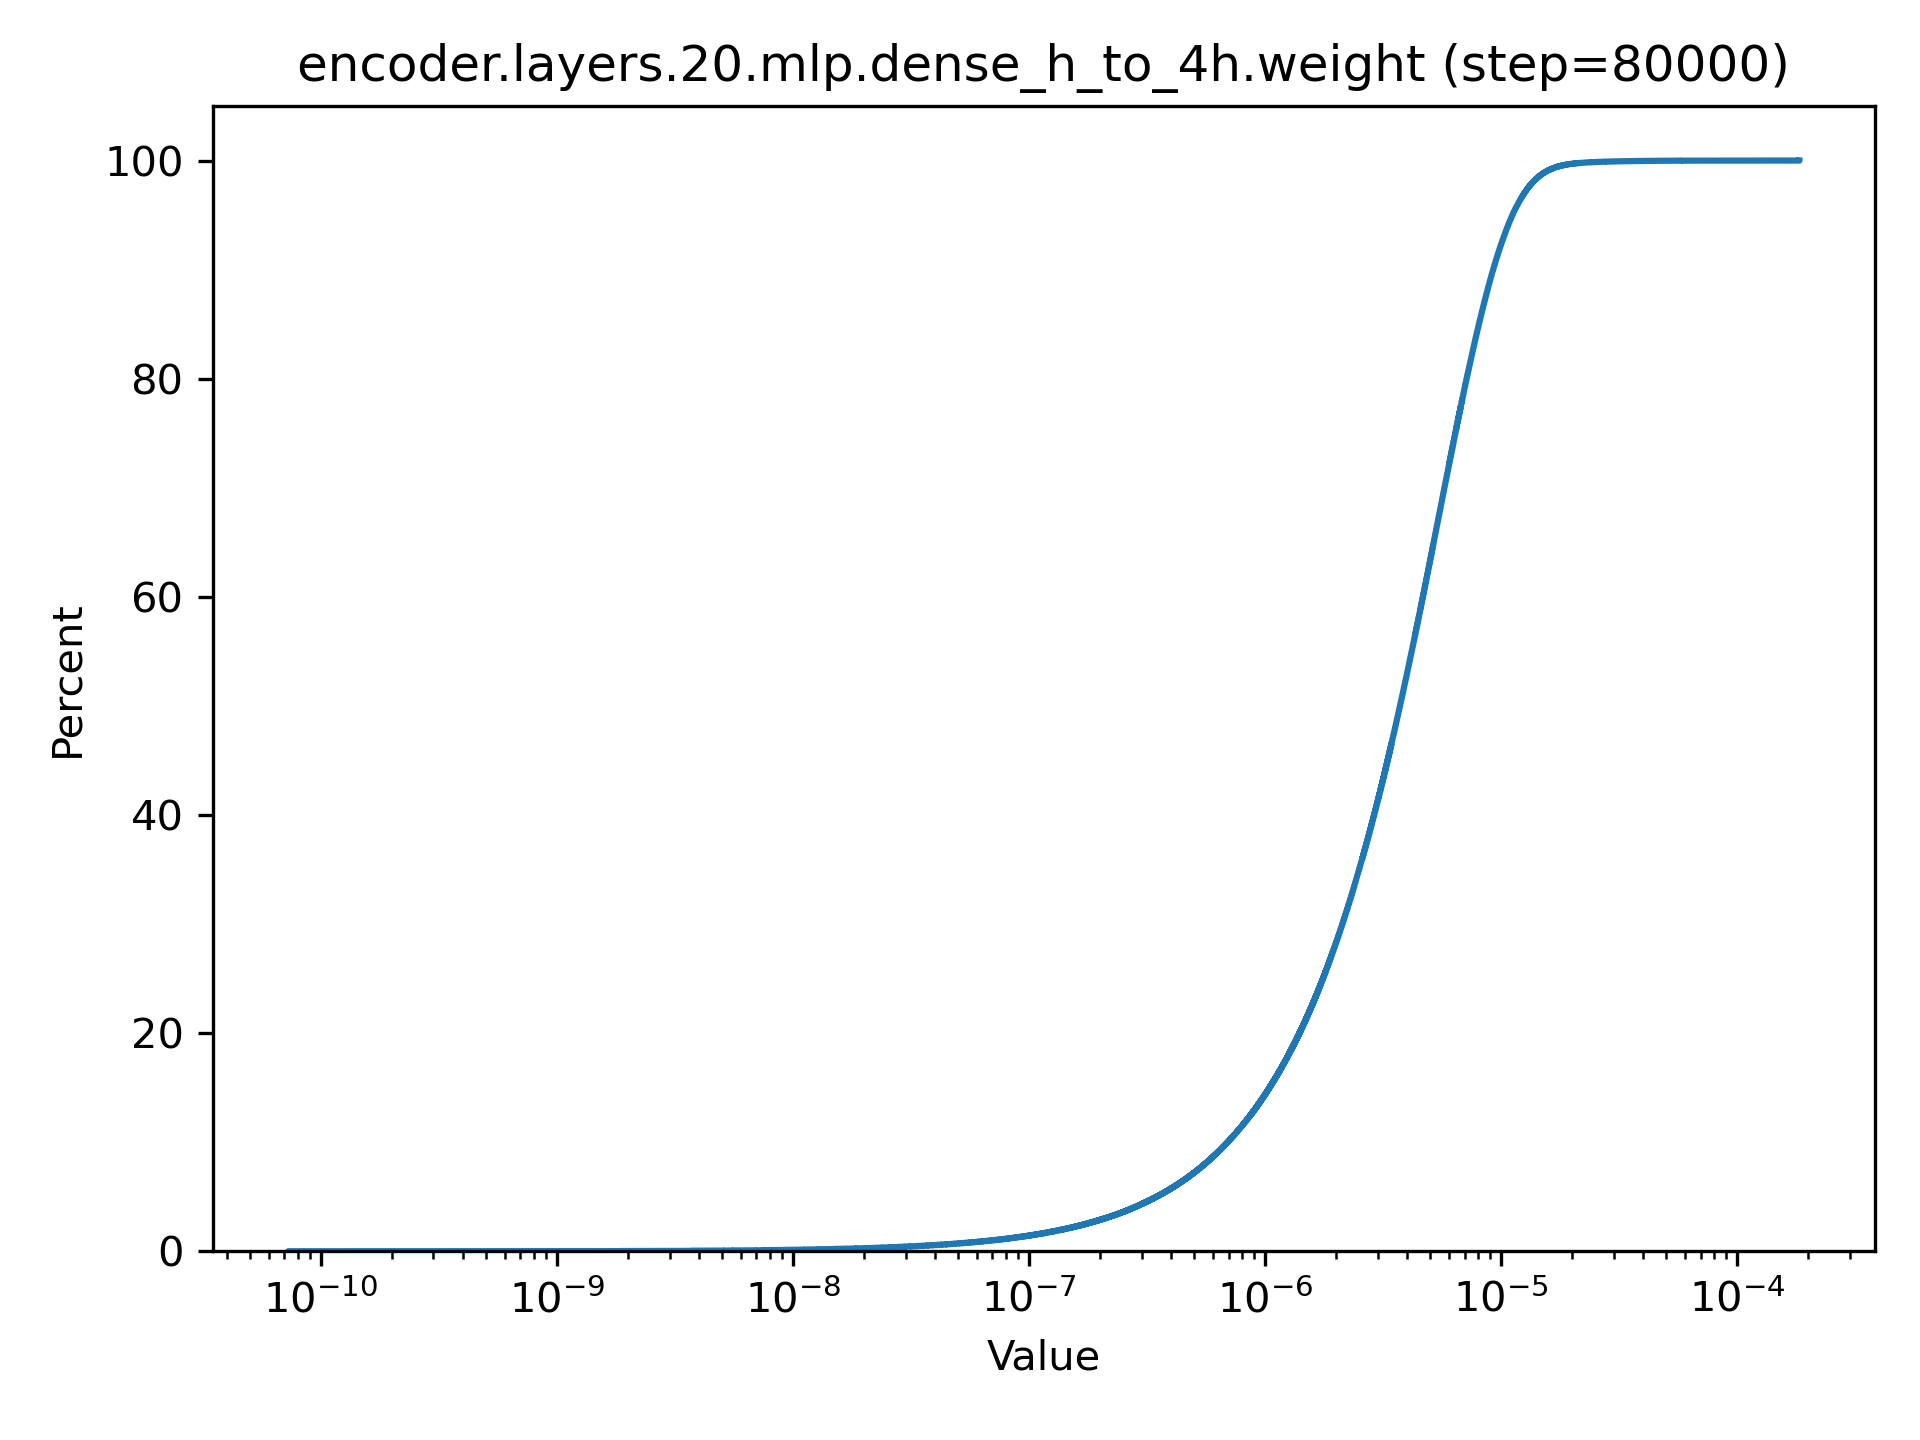 encoder.layers.20.mlp.dense_h_to_4h.weight (step=80000)
100
80
60
40
20
0
Percent
10⁻¹⁰ 10⁻⁹ 10⁻⁸ 10⁻⁷ 10⁻⁶ 10⁻⁵ 10⁻⁴
Value